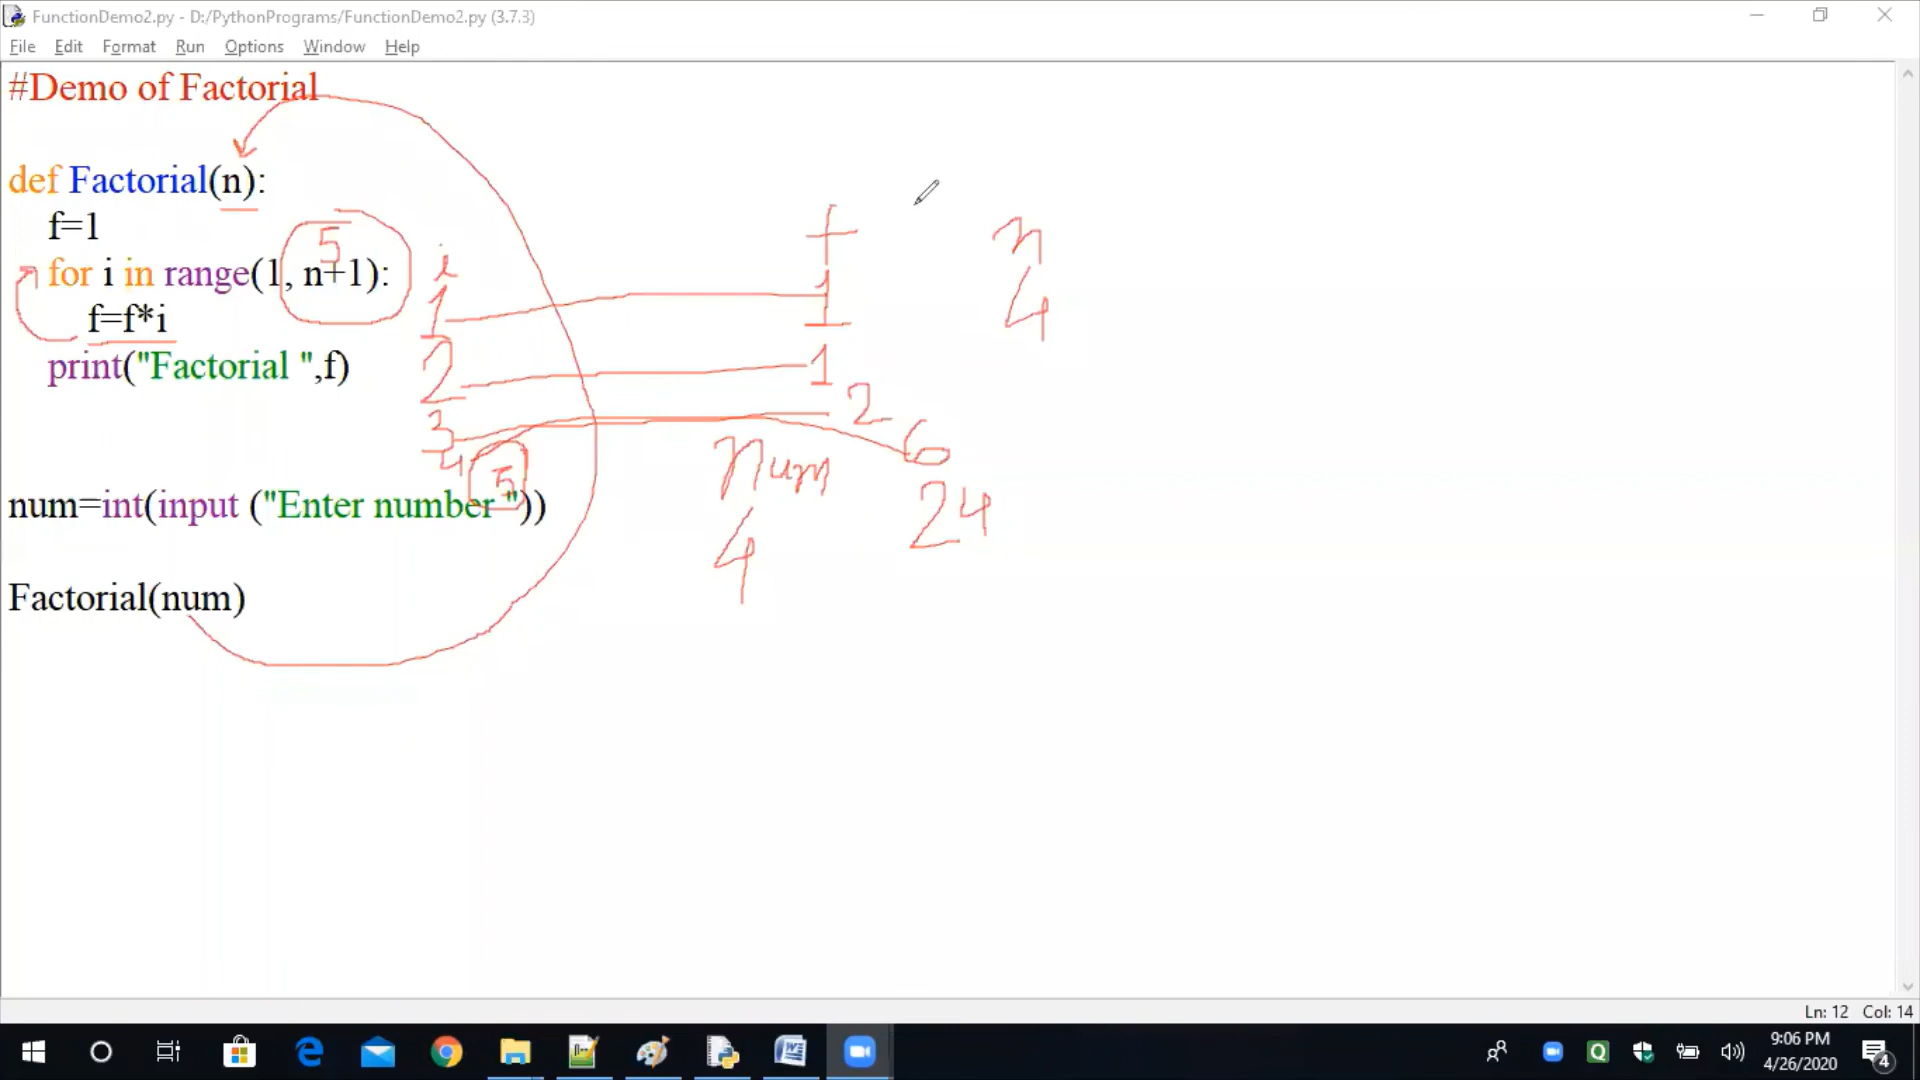 FunctionDemo2.py - D:/PythonPrograms/FunctionDemo2.py (3.7.3)
File Edit Format Run Options Window Help
#Demo of Factorial
def Factorial(n):
f=1
for i in range(1, n+1):
f=f*i
print("Factorial ",f)
num=int(input ("Enter number "))
Factorial(num)
5
i
1
2
3
4
5
f
1
1
2
6
24
n
4
num
4
Ln: 12 Col: 14
9:06 PM
4/26/2020
4
Q